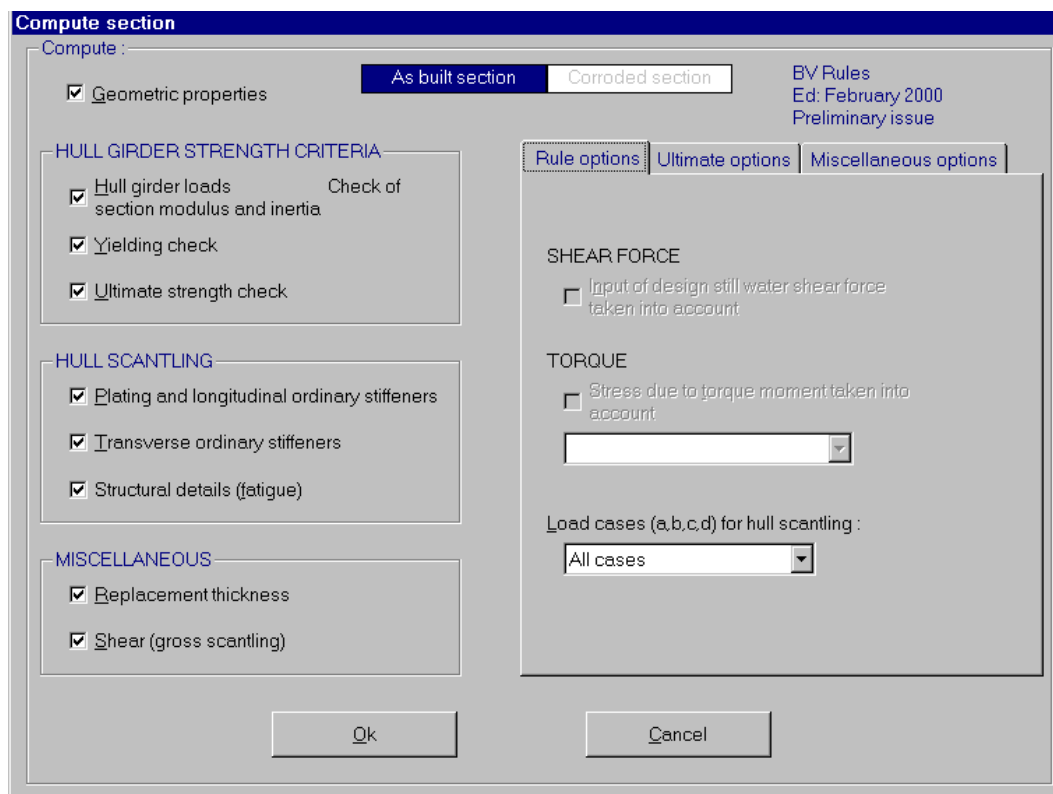 Compute section
Compute :
As built section
Corroded section
BV Rules
Ed: February 2000
Preliminary issue
Geometric properties
HULL GIRDER STRENGTH CRITERIA
Hull girder loads Check of
section modulus and inertia
Yielding check
Ultimate strength check
HULL SCANTLING
Plating and longitudinal ordinary stiffeners
Transverse ordinary stiffeners
Structural details (fatigue)
MISCELLANEOUS
Replacement thickness
Shear (gross scantling)
Rule options
Ultimate options
Miscellaneous options
SHEAR FORCE
Input of design still water shear force
taken into account
TORQUE
Stress due to torque moment taken into
account
Load cases (a,b,c,d) for hull scantling :
All cases
Ok
Cancel